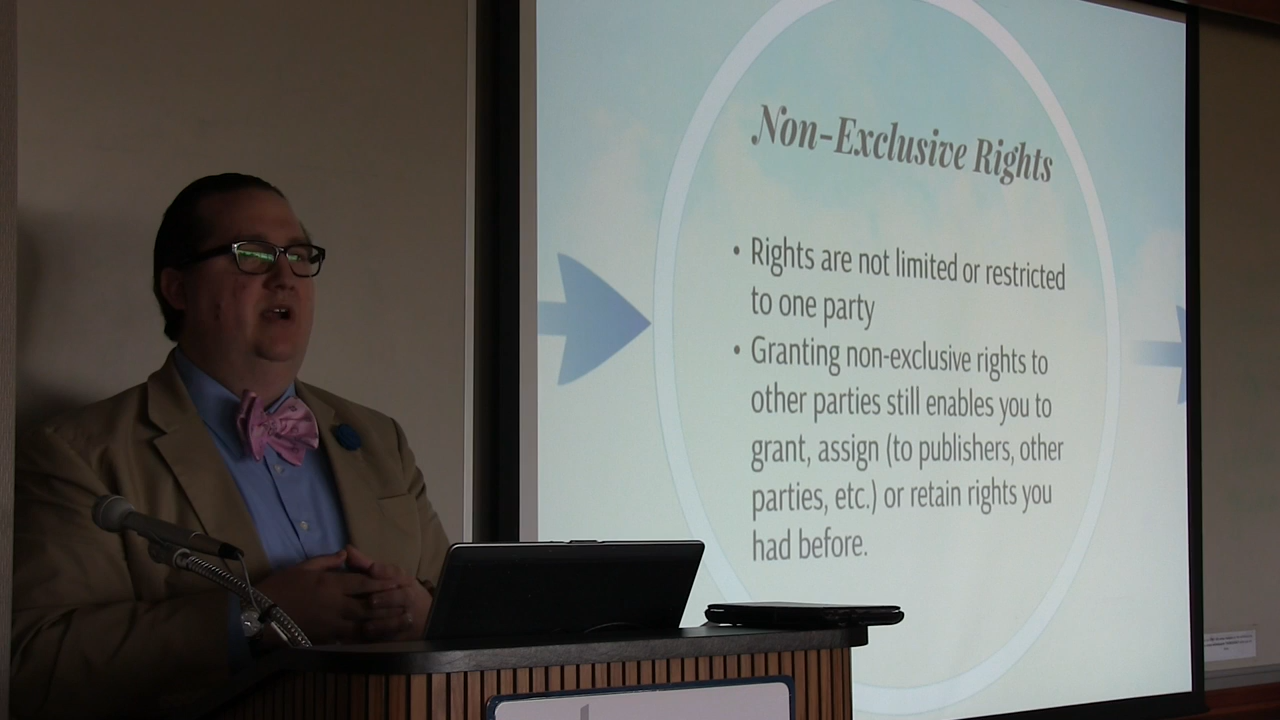 Non-Exclusive Rights
• Rights are not limited or restricted
to one party
• Granting non-exclusive rights to
other parties still enables you to
grant, assign (to publishers, other
parties, etc.) or retain rights you
had before.